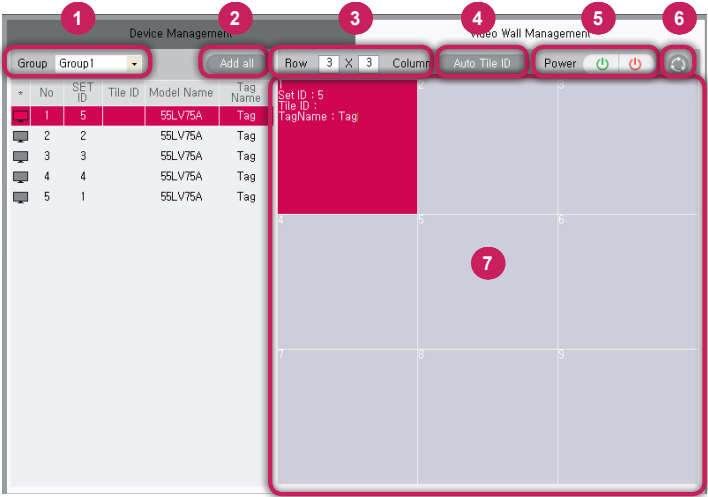 1 2 3 4 5 6
Device Management Video Wall Management
Group Group1 Add all Row 3 X 3 Column Auto Tile ID Power
* No SET ID Tile ID Model Name Tag Name
1 5 55LV75A Tag
2 2 55LV75A Tag
3 3 55LV75A Tag
4 4 55LV75A Tag
5 1 55LV75A Tag
1 2 3
Set ID : 5
Tile ID :
TagName : Tag
4 5 6
7
7 8 9